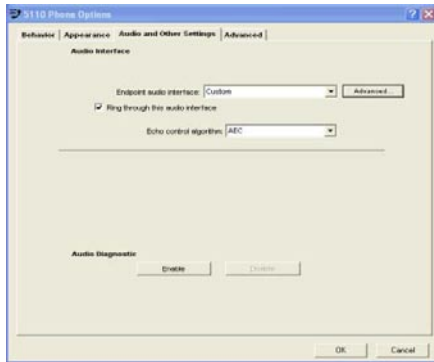 5110 Phone Options
Behavior Appearance Audio and Other Settings Advanced
Audio Interface
Endpoint audio interface: Custom Advanced...
Ring through this audio interface
Echo control algorithm: AEC
Audio Diagnostic
Enable Disable
OK Cancel